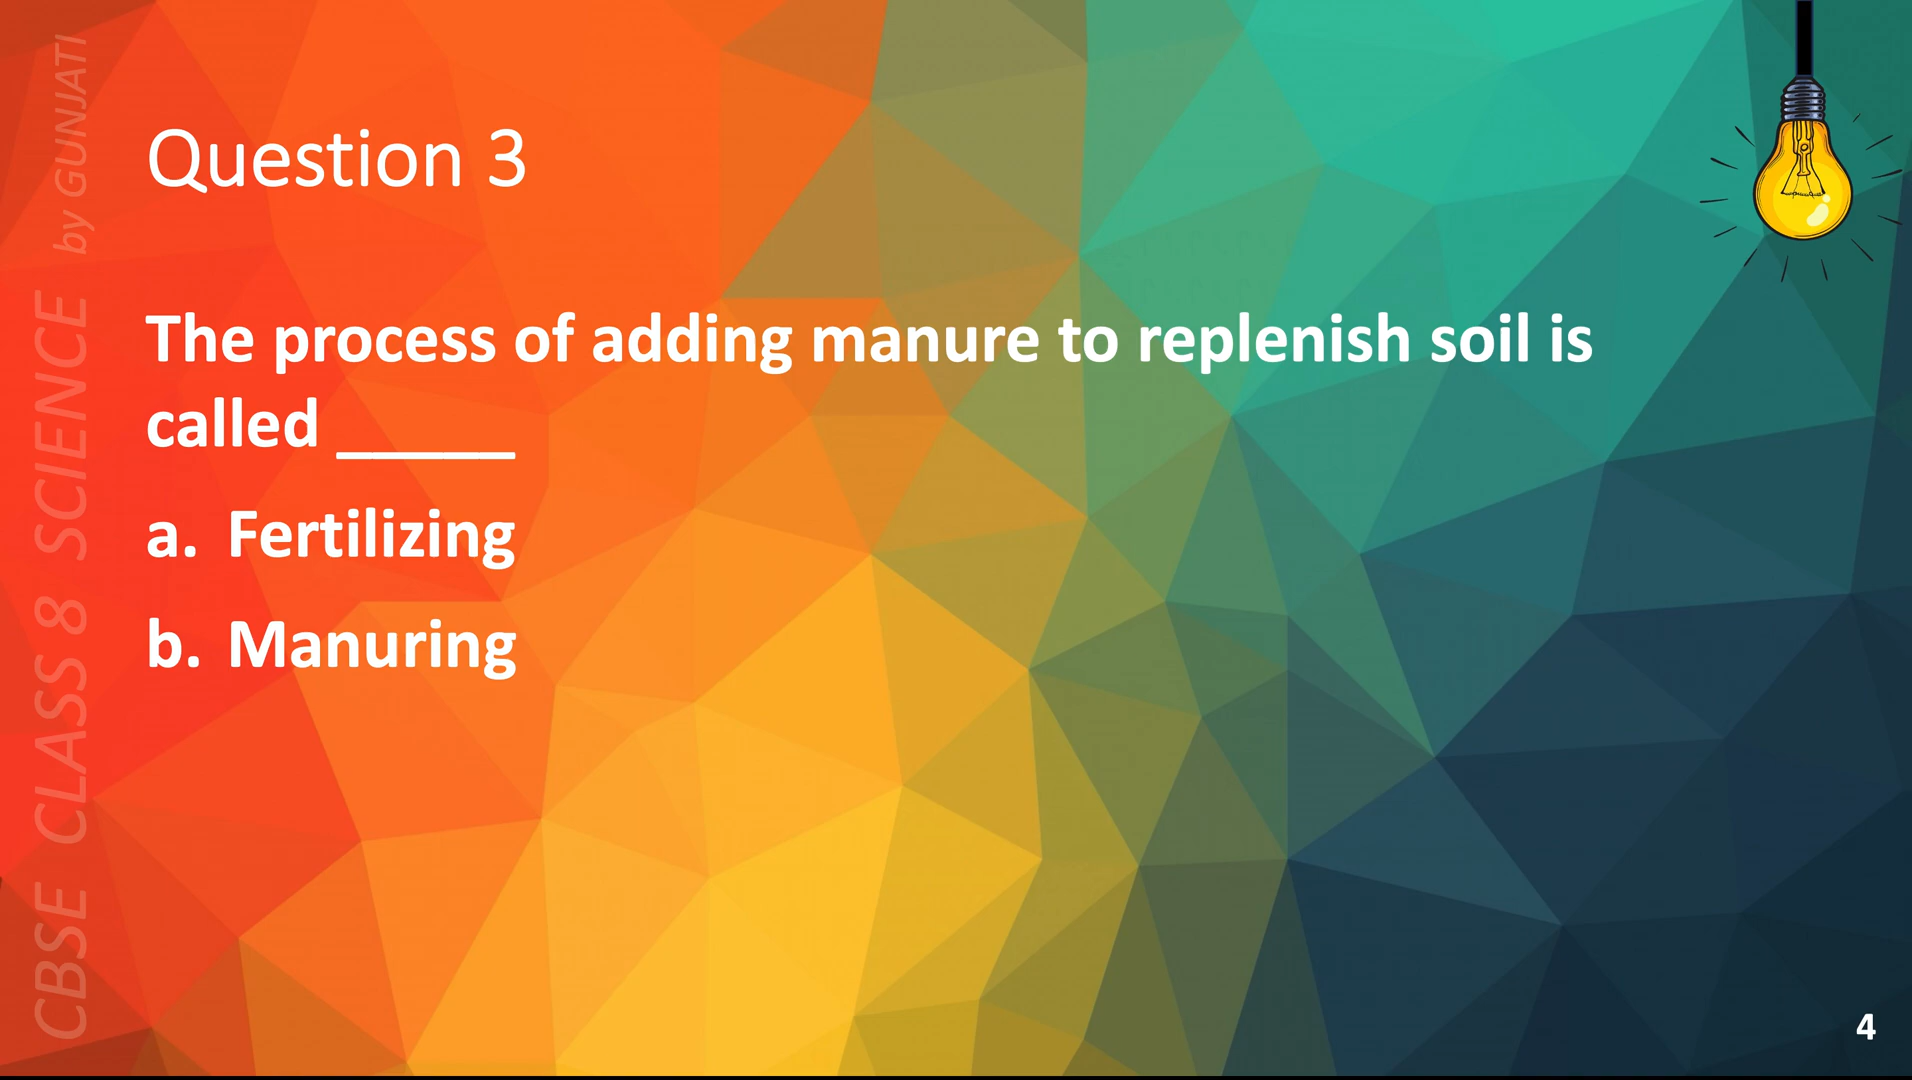 Question 3
The process of adding manure to replenish soil is
called _____
a. Fertilizing
b. Manuring
CBSE CLASS 8 SCIENCE by GUNJATI
4